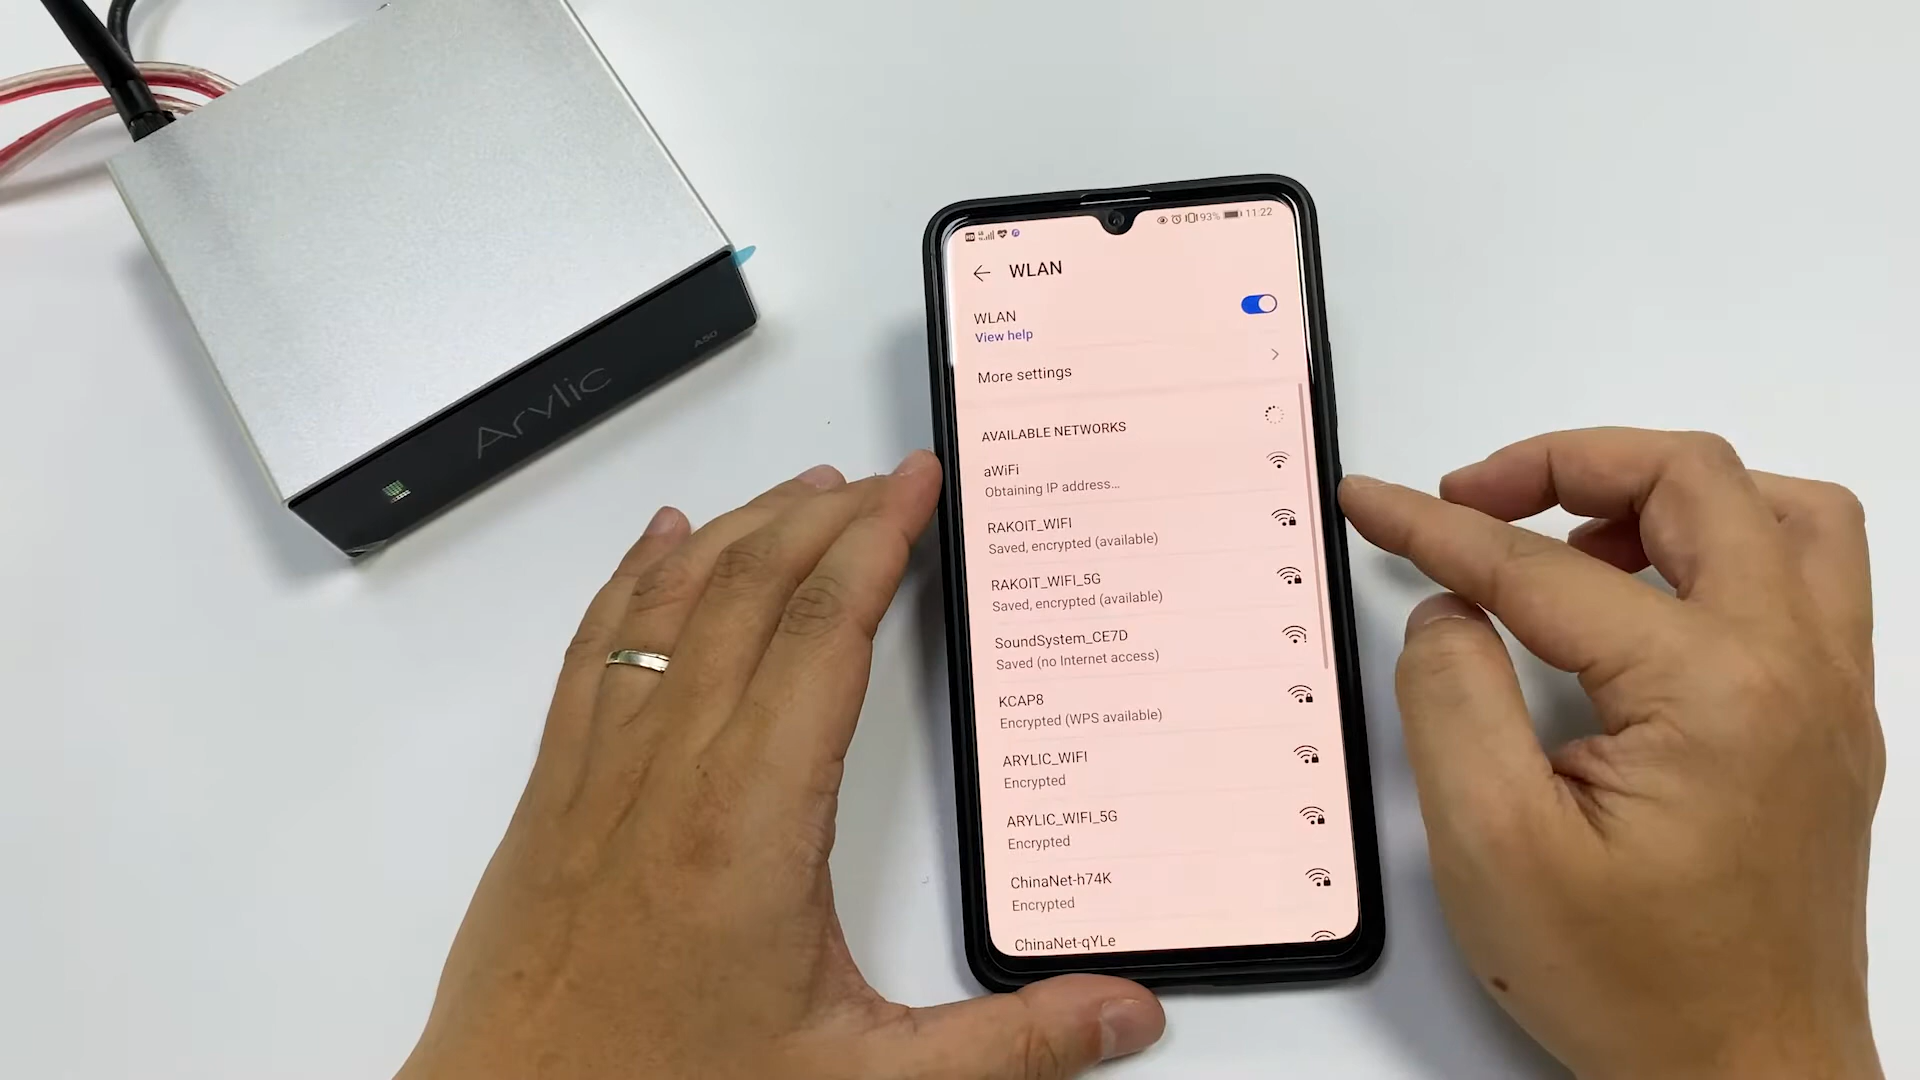 Arylic
A50
93% 11:22
WLAN
WLAN
View help
More settings
AVAILABLE NETWORKS
aWiFi
Obtaining IP address...
RAKOIT_WIFI
Saved, encrypted (available)
RAKOIT_WIFI_5G
Saved, encrypted (available)
SoundSystem_CE7D
Saved (no Internet access)
KCAP8
Encrypted (WPS available)
ARYLIC_WIFI
Encrypted
ARYLIC_WIFI_5G
Encrypted
ChinaNet-h74K
Encrypted
ChinaNet-qYLe